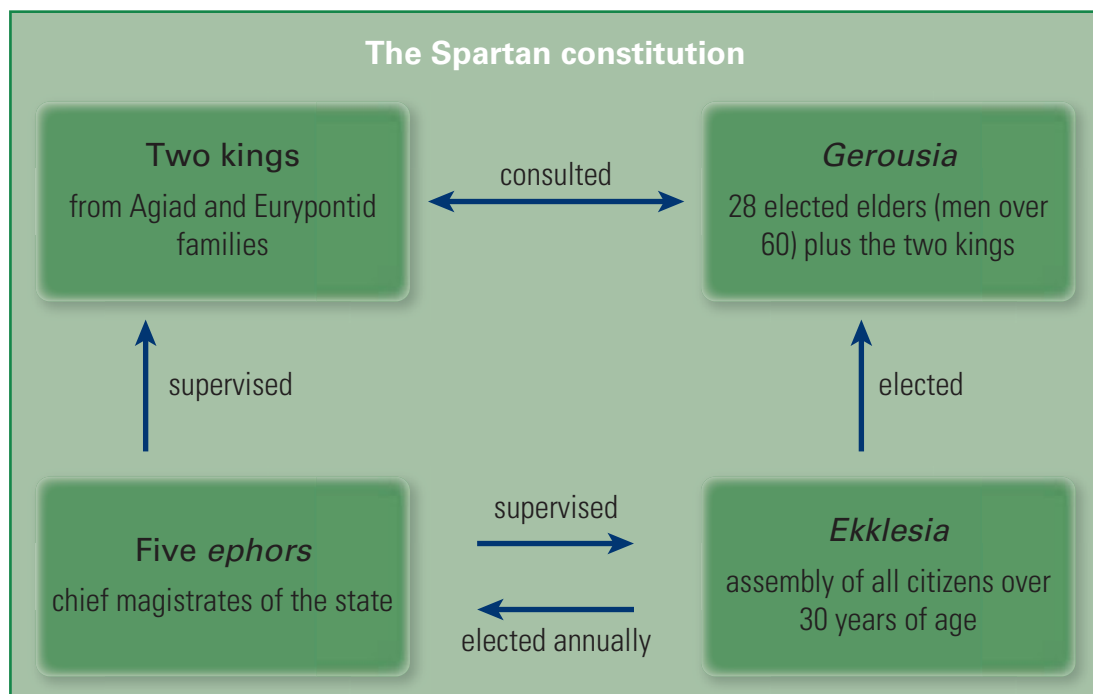 The Spartan constitution
Two kings
from Agiad and Eurypontid
families
consulted
Gerousia
28 elected elders (men over
60) plus the two kings
supervised
elected
Five ephors
chief magistrates of the state
supervised
elected annually
Ekklesia
assembly of all citizens over
30 years of age